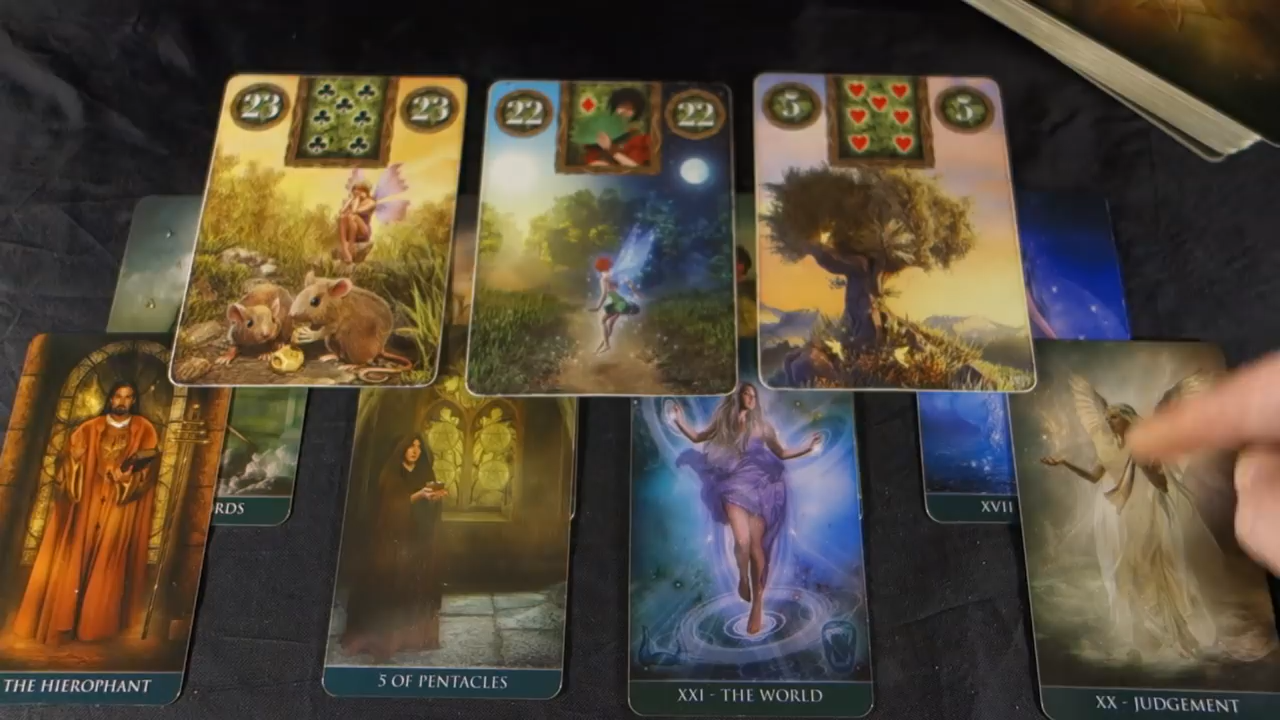 23 23
22 22
5 5
RDS
XVII
THE HIEROPHANT
5 OF PENTACLES
XXI - THE WORLD
XX - JUDGEMENT